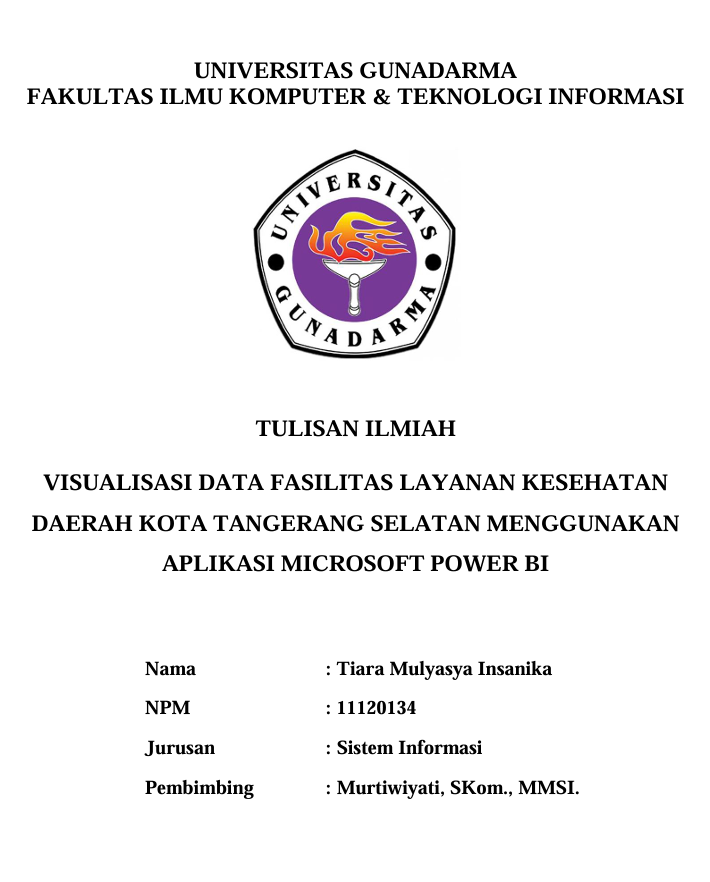 UNIVERSITAS GUNADARMA
FAKULTAS ILMU KOMPUTER & TEKNOLOGI INFORMASI
UNIVERSITAS
GUNADARMA
TULISAN ILMIAH
VISUALISASI DATA FASILITAS LAYANAN KESEHATAN
DAERAH KOTA TANGERANG SELATAN MENGGUNAKAN
APLIKASI MICROSOFT POWER BI
Nama : Tiara Mulyasya Insanika
NPM : 11120134
Jurusan : Sistem Informasi
Pembimbing : Murtiwiyati, SKom., MMSI.